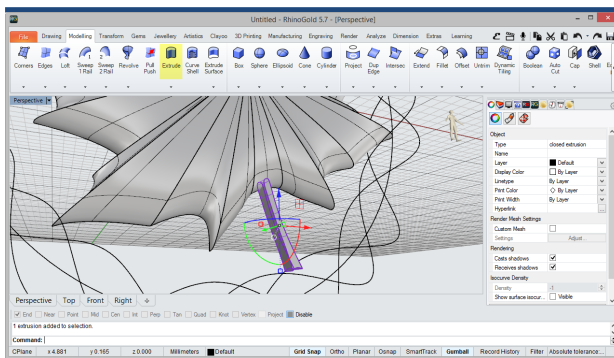 Untitled - RhinoGold 5.7 - [Perspective]
File Drawing Modelling Transform Gems Jewellery Artistics Clayoo 3D Printing Manufacturing Engraving Render Analyze Dimension Extras Learning
Corners Edges Loft Sweep 1 Rail Sweep 2 Rail Revolve Pull Push Extrude Curve Shell Extrude Surface Box Sphere Ellipsoid Cone Cylinder Project Dup Edge Intersec Extend Fillet Offset Untrim Dynamic Tiling Boolean Auto Cut Cap Shell
Perspective
Object
Type closed extrusion
Name
Layer Default
Display Color By Layer
Linetype By Layer
Print Color By Layer
Print Width By Layer
Hyperlink ...
Render Mesh Settings
Custom Mesh
Settings Adjust...
Rendering
Casts shadows
Receives shadows
Isocurve Density
Density -1
Show surface isocur... Visible
Perspective Top Front Right
End Near Point Mid Cen Int Perp Tan Quad Knot Vertex Project Disable
1 extrusion added to selection.
Command:
CPlane x 4.881 y 0.165 z 0.000 Millimeters Default Grid Snap Ortho Planar Osnap SmartTrack Gumball Record History Filter Absolute tolerance...